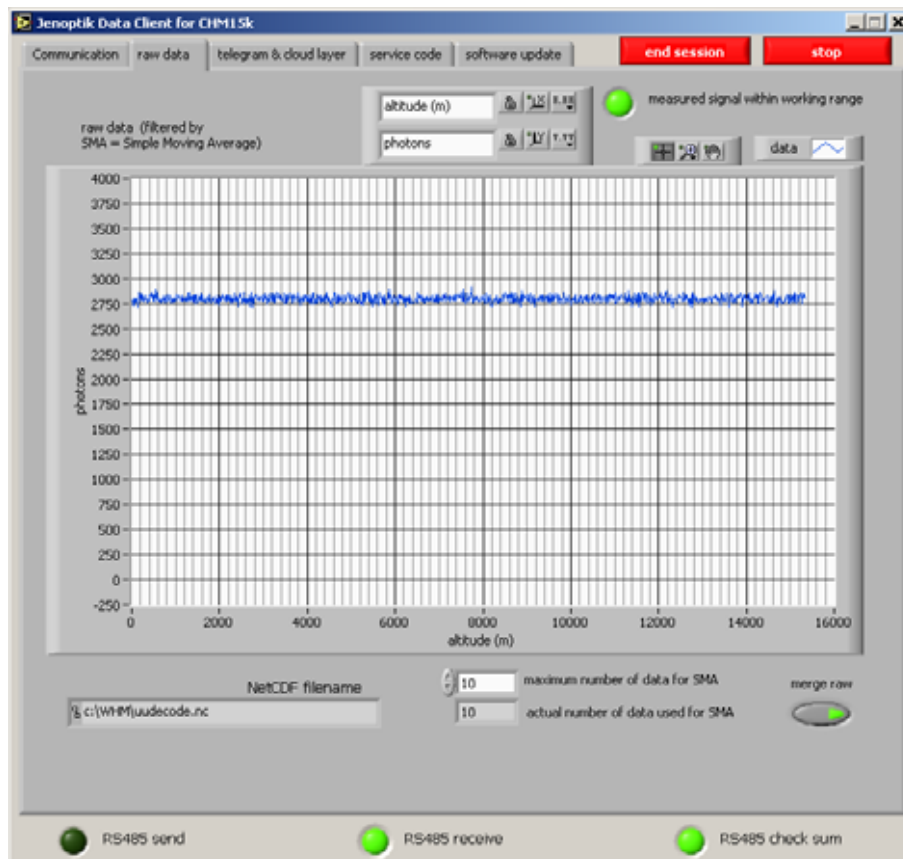 Jenoptik Data Client for CHM15k
Communication
raw data
telegram & cloud layer
service code
software update
end session
stop
altitude (m)
measured signal within working range
raw data (filtered by
SMA = Simple Moving Average)
photons
data
4000
3750
3500
3250
3000
2750
2500
2250
2000
1750
1500
1250
1000
750
500
250
0
-250
photons
0
2000
4000
6000
8000
10000
12000
14000
16000
altitude (m)
NetCDF filename
c:\WHM\uudecode.nc
10 maximum number of data for SMA
10 actual number of data used for SMA
merge raw
RS485 send
RS485 receive
RS485 check sum